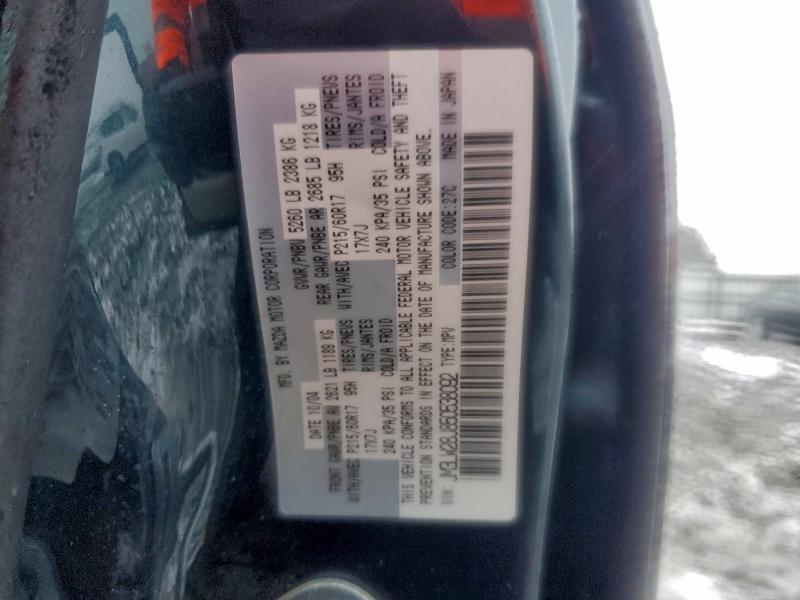 MFD. BY MAZDA MOTOR CORPORATION
DATE 10/04 GVWR/PNBV 5260 LB 2386 KG
FRONT GAWR/PNBE AV 2621 LB 1189 KG REAR GAWR/PNBE AR 2685 LB 1218 KG
WITH/AVEC P215/60R17 95H TIRES/PNEUS WITH/AVEC P215/60R17 95H TIRES/PNEUS
17X7J RIMS/JANTES 17X7J RIMS/JANTES
240 KPA/35 PSI COLD/A FROID 240 KPA/35 PSI COLD/A FROID
THIS VEHICLE CONFORMS TO ALL APPLICABLE FEDERAL MOTOR VEHICLE SAFETY AND THEFT
PREVENTION STANDARDS IN EFFECT ON THE DATE OF MANUFACTURE SHOWN ABOVE.
VIN: JM3LW28J850538092 TYPE:MPV COLOR CODE:27C MADE IN JAPAN